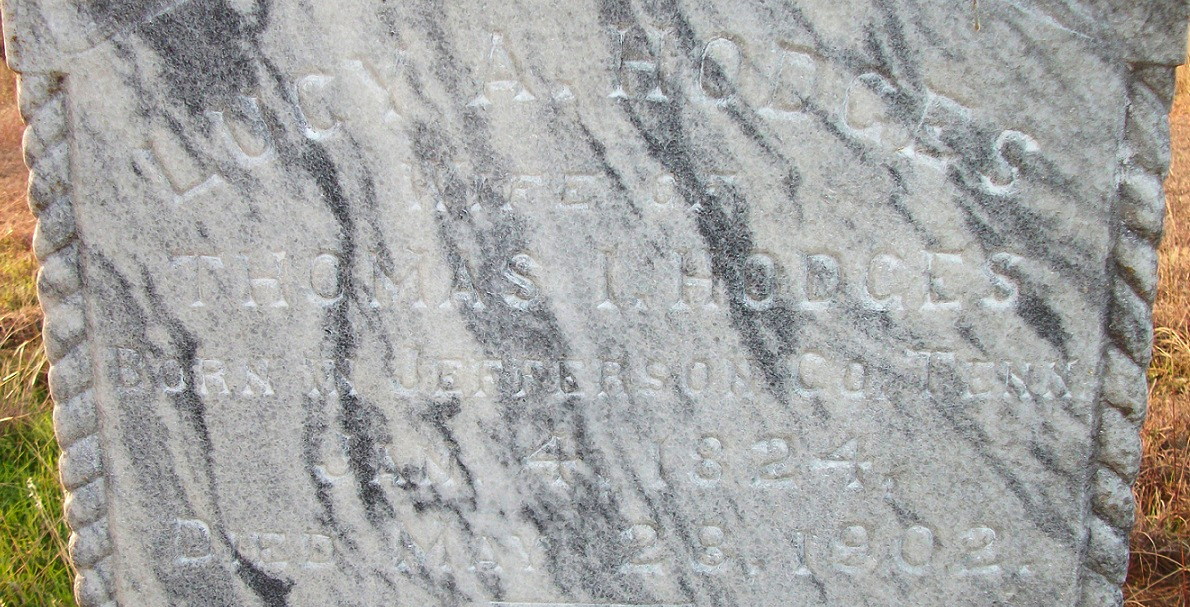 LUCY A. HODGES
WIFE OF
THOMAS I. HODGES
BORN IN JEFFERSON CO. TENN.
JAN. 4. 1824.
DIED MAY 28. 1902.